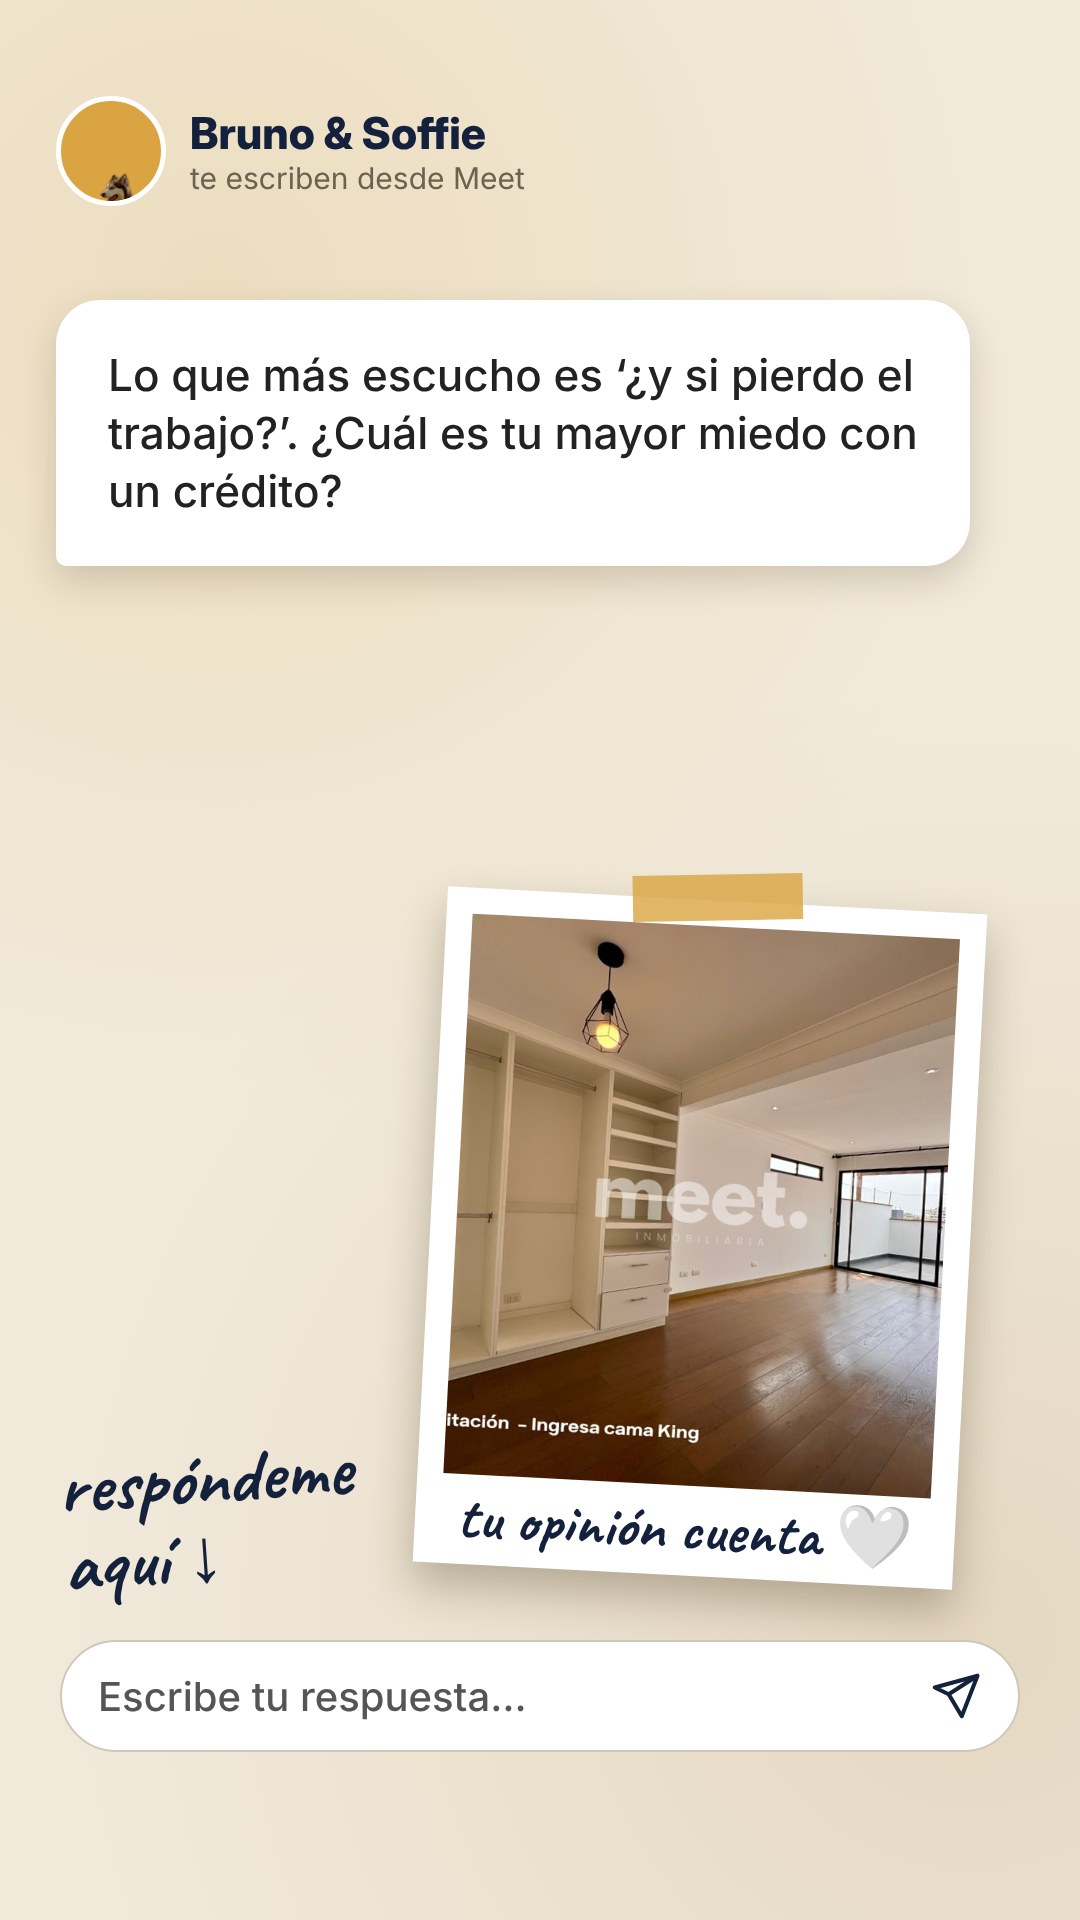 Bruno & Soffie
te escriben desde Meet
Lo que más escucho es ‘¿y si pierdo el
trabajo?’. ¿Cuál es tu mayor miedo con
un crédito?
meet.
INMOBILIARIA
itación - Ingresa cama King
tu opinión cuenta 🤍
respóndeme
aquí ↓
Escribe tu respuesta...